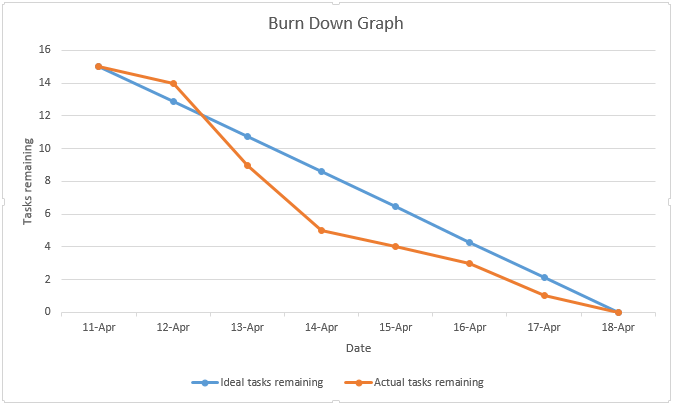 Burn Down Graph
16
14
12
10
8
6
4
2
0
Tasks remaining
11-Apr 12-Apr 13-Apr 14-Apr 15-Apr 16-Apr 17-Apr 18-Apr
Date
Ideal tasks remaining Actual tasks remaining